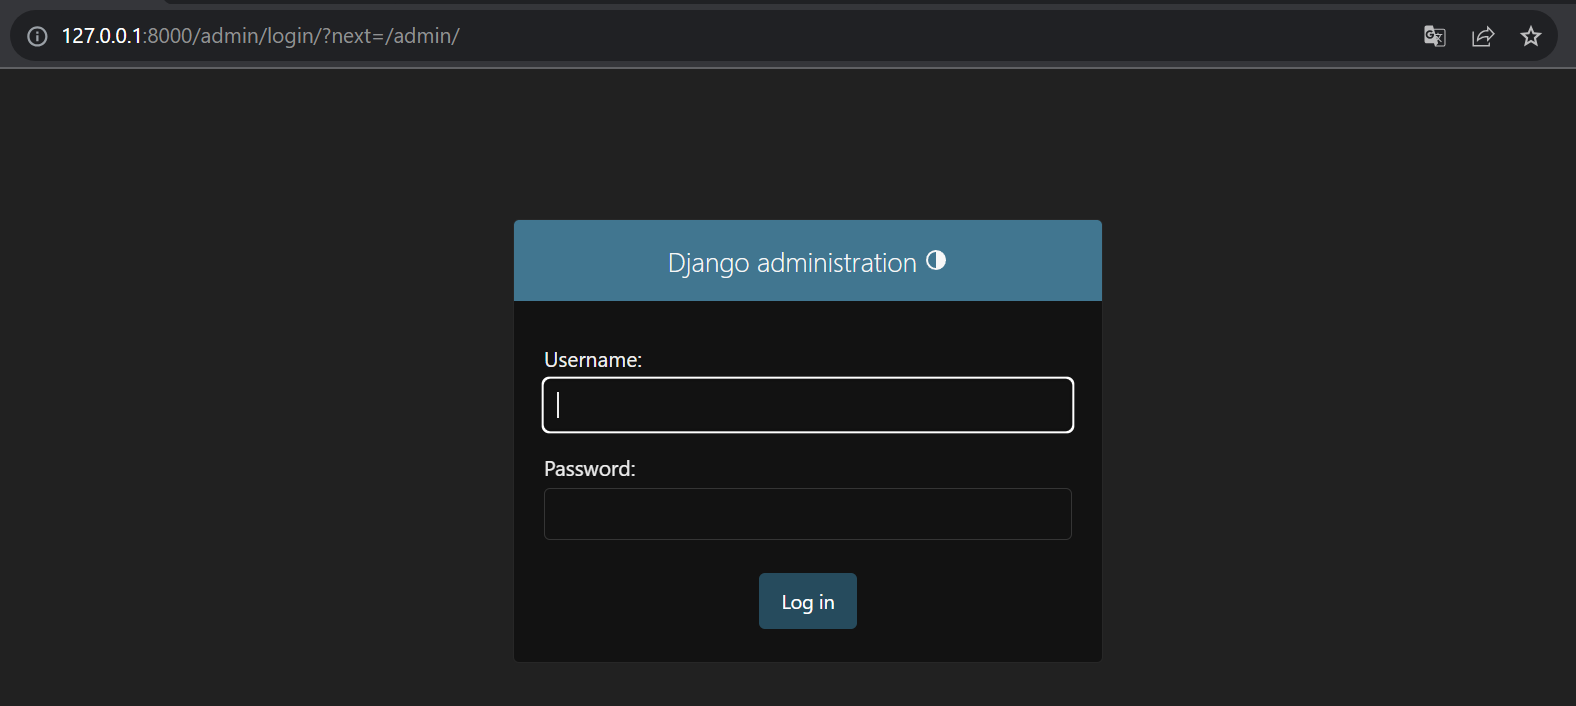 127.0.0.1:8000/admin/login/?next=/admin/
Django administration
Username:
Password:
Log in